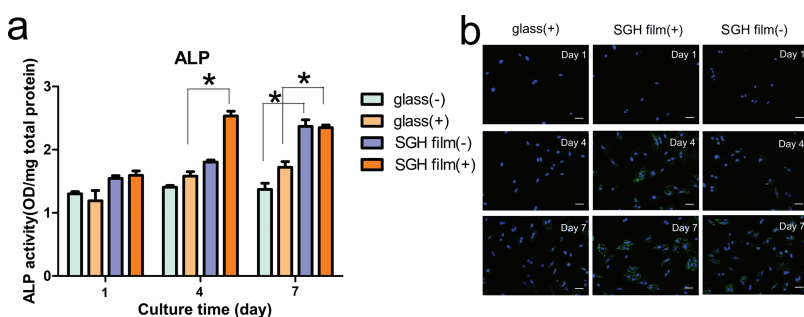 a
ALP
ALP activity(OD/mg total protein)
3
2
1
0
1
4
7
Culture time (day)
*
*
*
glass(-)
glass(+)
SGH film(-)
SGH film(+)
b
glass(+)
SGH film(+)
SGH film(-)
Day 1
Day 1
Day 1
Day 4
Day 4
Day 4
Day 7
Day 7
Day 7